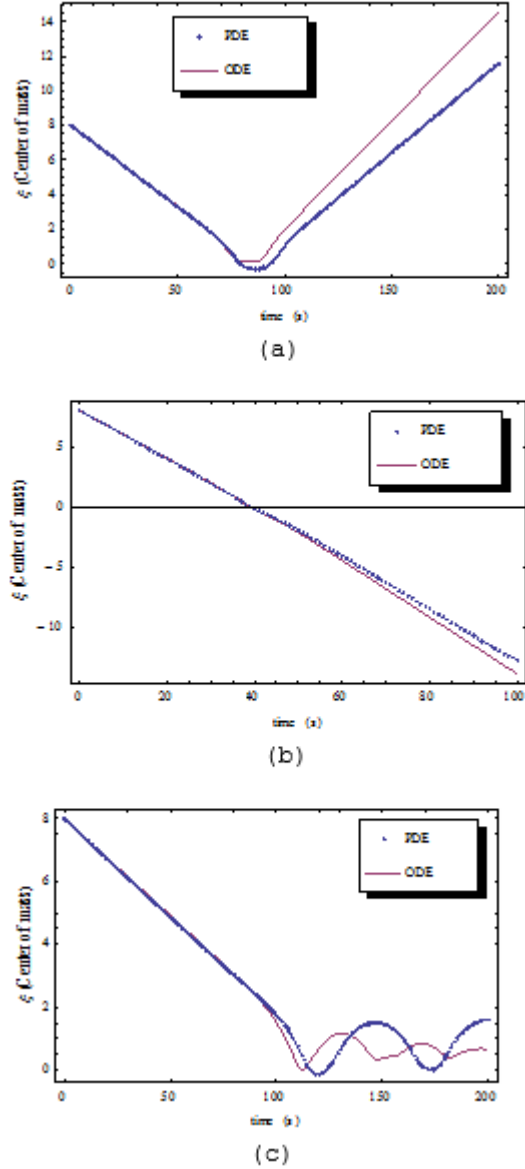 14
12
10
8
6
4
2
0
PDE
ODE
ξ (Center of mass)
0 50 100 150 200
time (s)
(a)
5
0
-5
-10
PDE
ODE
ξ (Center of mass)
0 20 40 60 80 100
time (s)
(b)
8
6
4
2
0
PDE
ODE
ξ (Center of mass)
0 50 100 150 200
time (s)
(c)